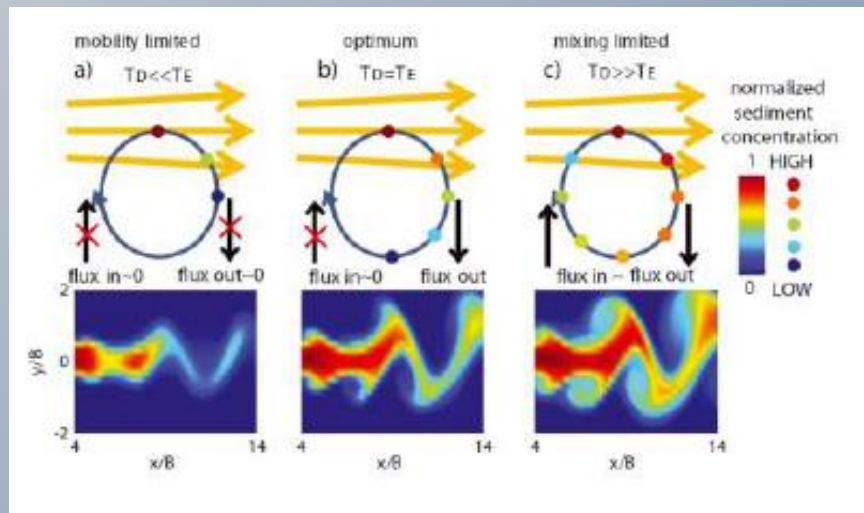 mobility limited
optimum
mixing limited
a)
TD<<TE
b)
TD=TE
c)
TD>>TE
normalized
sediment
concentration
1
HIGH
0
LOW
flux in~0
flux out~0
flux in~0
flux out
flux in ~ flux out
2
0
-2
y/B
4
14
x/B
4
14
x/B
4
14
x/B